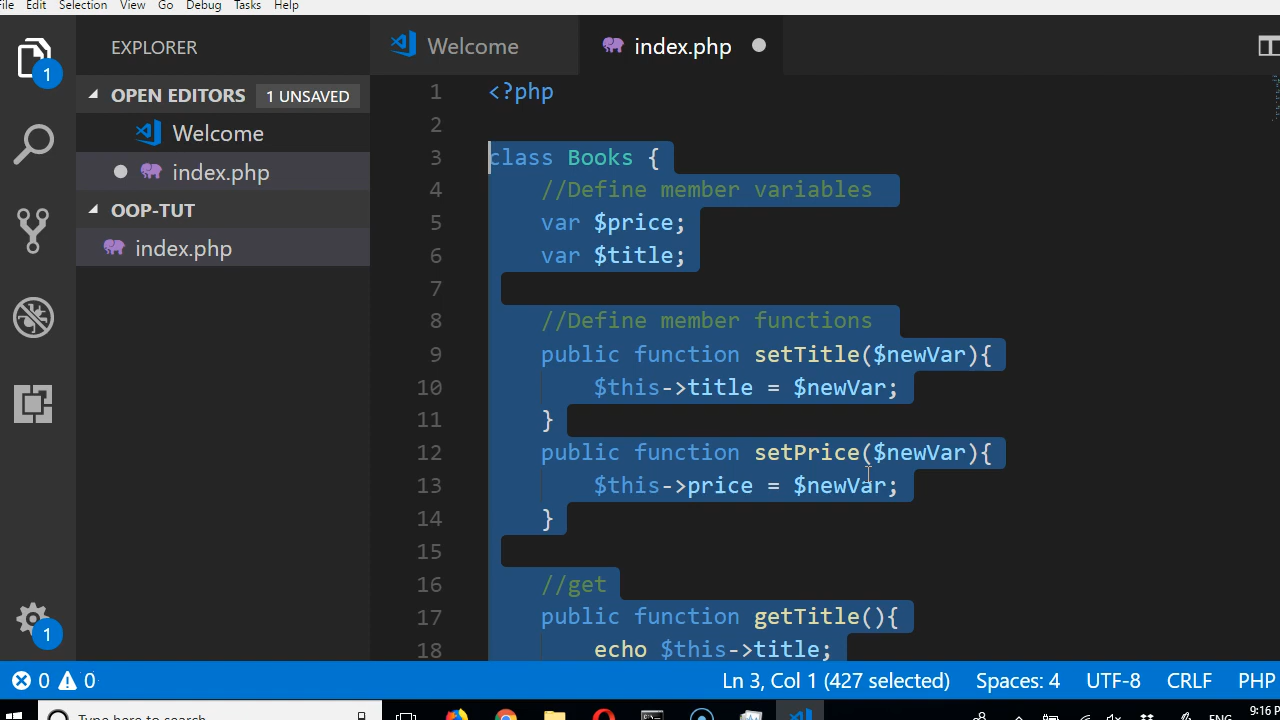 File Edit Selection View Go Debug Tasks Help
EXPLORER
OPEN EDITORS 1 UNSAVED
Welcome
index.php
OOP-TUT
index.php
1
1
Welcome
index.php
1 <?php
2
3 class Books {
4 //Define member variables
5 var $price;
6 var $title;
7
8 //Define member functions
9 public function setTitle($newVar){
10 $this->title = $newVar;
11 }
12 public function setPrice($newVar){
13 $this->price = $newVar;
14 }
15
16 //get
17 public function getTitle(){
18 echo $this->title;
0 0 Ln 3, Col 1 (427 selected) Spaces: 4 UTF-8 CRLF PHP
Type here to search ENG 9:16 P